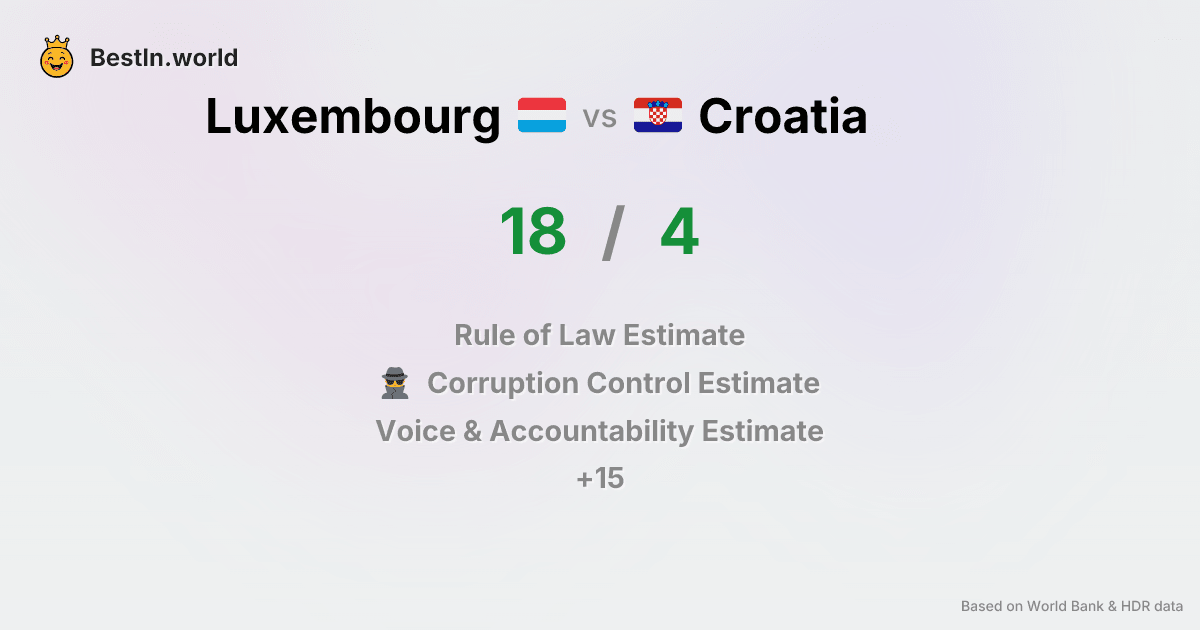 BestIn.world
Luxembourg vs Croatia
18 / 4
Rule of Law Estimate
Corruption Control Estimate
Voice & Accountability Estimate
+15
Based on World Bank & HDR data